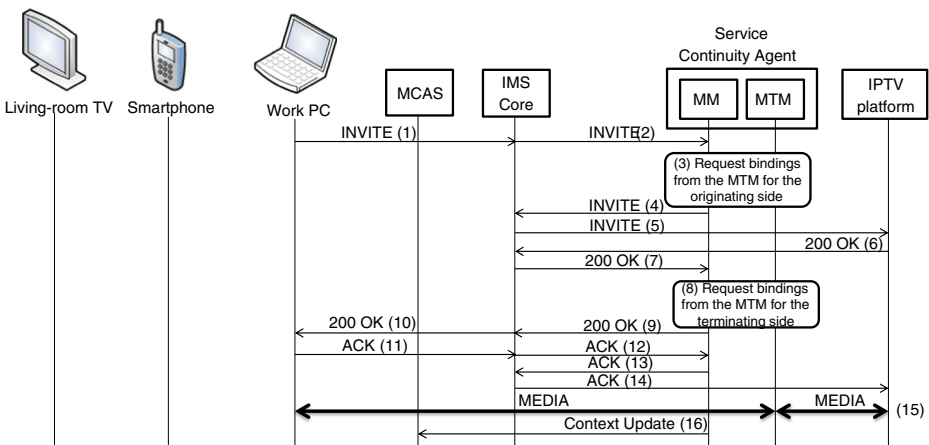 Service
Continuity Agent
Living-room TV
Smartphone
Work PC
MCAS
IMS
Core
MM
MTM
IPTV
platform
INVITE (1)
INVITE(2)
(3) Request bindings
from the MTM for the
originating side
INVITE (4)
INVITE (5)
200 OK (6)
200 OK (7)
(8) Request bindings
from the MTM for the
terminating side
200 OK (10)
200 OK (9)
ACK (11)
ACK (12)
ACK (13)
ACK (14)
MEDIA
MEDIA
(15)
Context Update (16)